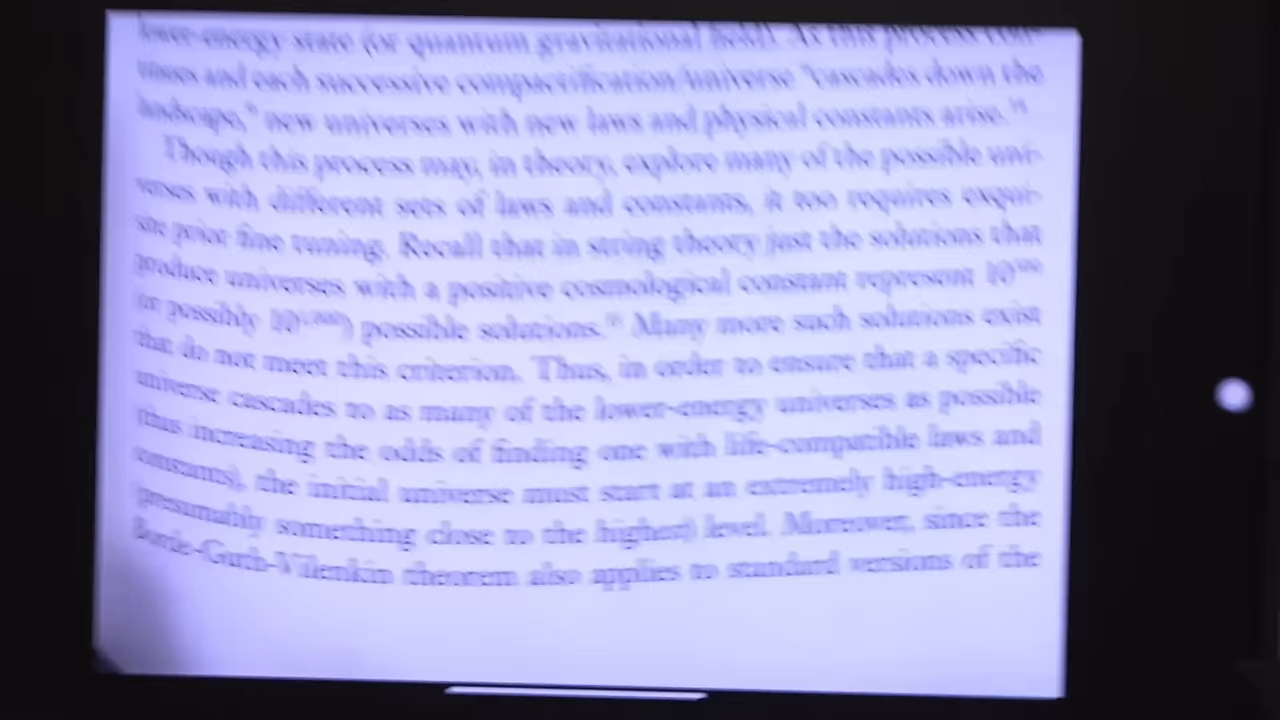 lower-energy state (or quantum gravitational field). As this process con-
tinues and each successive compactification/universe "cascades down the
landscape," new universes with new laws and physical constants arise.
Though this process may, in theory, explore many of the possible uni-
verses with different sets of laws and constants, it too requires exqui-
site prior fine tuning. Recall that in string theory just the solutions that
produce universes with a positive cosmological constant represent
or possibly possible solutions. Many more such solutions exist
that do not meet this criterion. Thus, in order to ensure that a specific
universe cascades to as many of the lower-energy universes as possible
(thus increasing the odds of finding one with life-compatible laws and
constants), the initial universe must start at an extremely high-energy
(presumably something close to the highest) level. Moreover, since the
Borde-Guth-Vilenkin theorem also applies to standard versions of the